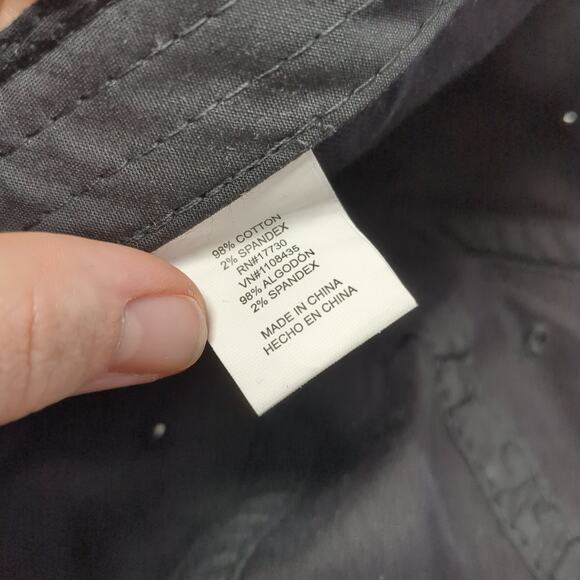 98% COTTON
2% SPANDEX
RN#17730
VN#1108435
98% ALGODÓN
2% SPANDEX
MADE IN CHINA
HECHO EN CHINA